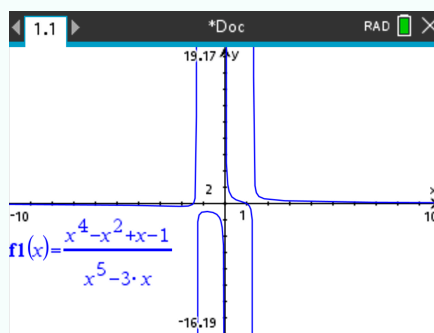 1.1 *Doc RAD
19.17 y
2
x
-10 1 10
f1(x)=x⁴-x²+x-1
x⁵-3·x
-16.19